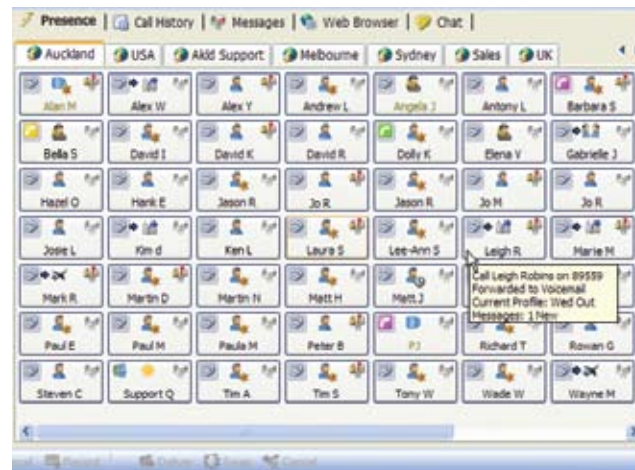 Presence | Call History | Messages | Web Browser | Chat |
Auckland USA Akld Support Melbourne Sydney Sales UK
Alan M Alex W Alex Y Andrew L Angela J Antony L Barbara S
Bella S David I David K David R Dolly K Elena V Gabrielle J
Hazel O Hank E Jason R Jo R Jason R Jo M Jo R
Josie L Kim d Ken L Laura S Lee-Ann S Leigh R Marie M
Call Leigh Robins on 89559
Forwarded to Voicemail
Current Profile: Wed Out
Messages: 1 New
Mark R Martin D Martin N Matt H Matt J
Paul E Paul M Paula M Peter B PJ Richard T Rowan G
Steven C Support Q Tim A Tim S Tony W Wade W Wayne M
Cancel